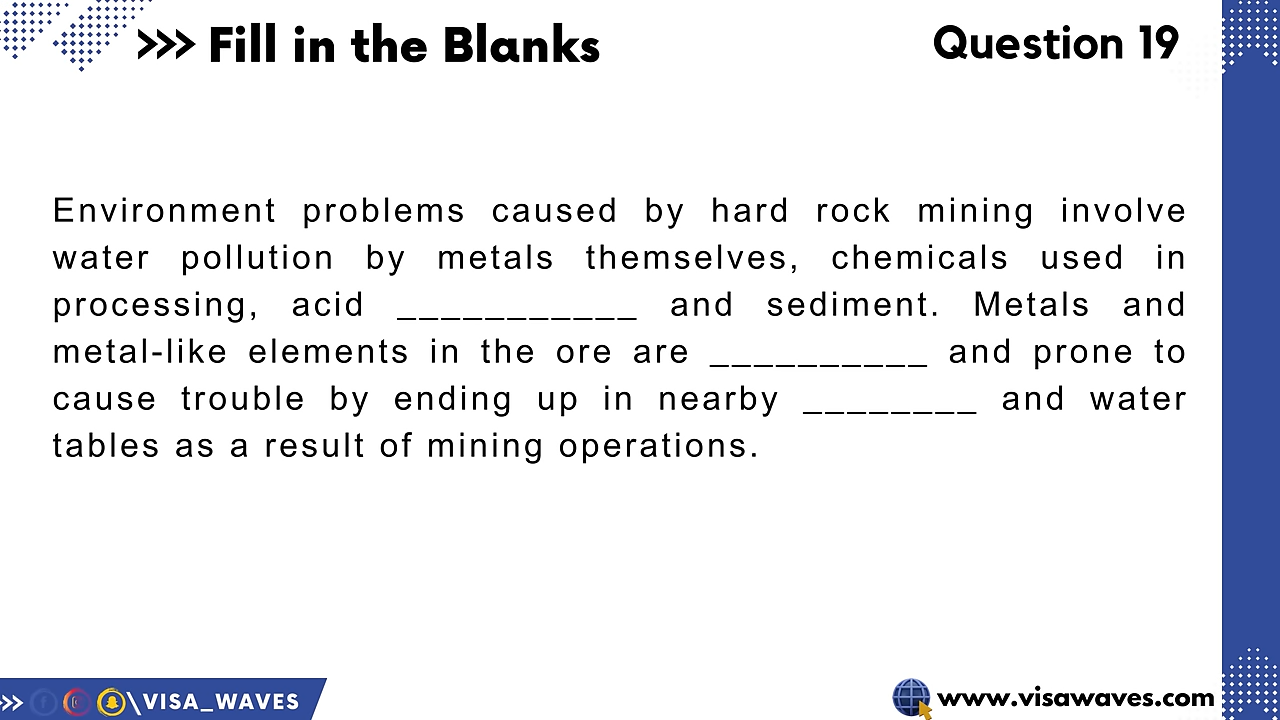 >>> Fill in the Blanks
Question 19
Environment problems caused by hard rock mining involve
water pollution by metals themselves, chemicals used in
processing, acid ___________ and sediment. Metals and
metal-like elements in the ore are __________ and prone to
cause trouble by ending up in nearby ________ and water
tables as a result of mining operations.
\VISA_WAVES
www.visawaves.com